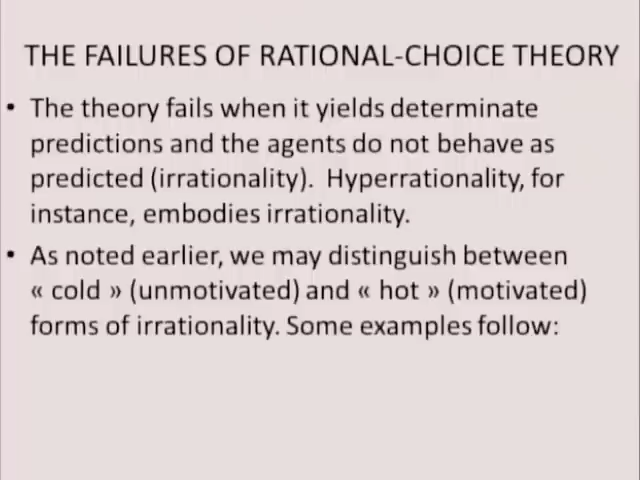 THE FAILURES OF RATIONAL-CHOICE THEORY
• The theory fails when it yields determinate
predictions and the agents do not behave as
predicted (irrationality). Hyperrationality, for
instance, embodies irrationality.
• As noted earlier, we may distinguish between
« cold » (unmotivated) and « hot » (motivated)
forms of irrationality. Some examples follow: